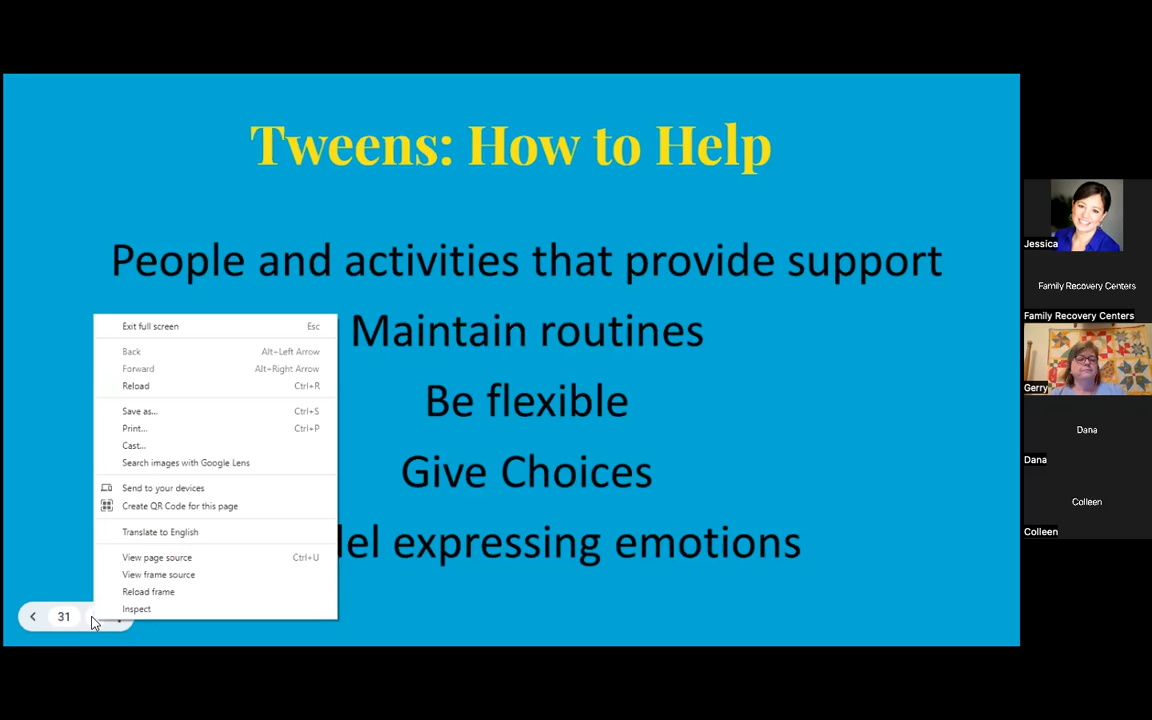 Tweens: How to Help
People and activities that provide support
Maintain routines
Be flexible
Give Choices
expressing emotions
Exit full screen Esc
Back Alt+Left Arrow
Forward Alt+Right Arrow
Reload Ctrl+R
Save as... Ctrl+S
Print... Ctrl+P
Cast...
Search images with Google Lens
Send to your devices
Create QR Code for this page
Translate to English
View page source Ctrl+U
View frame source
Reload frame
Inspect
31
Jessica
Family Recovery Centers
Family Recovery Centers
Gerry
Dana
Dana
Colleen
Colleen